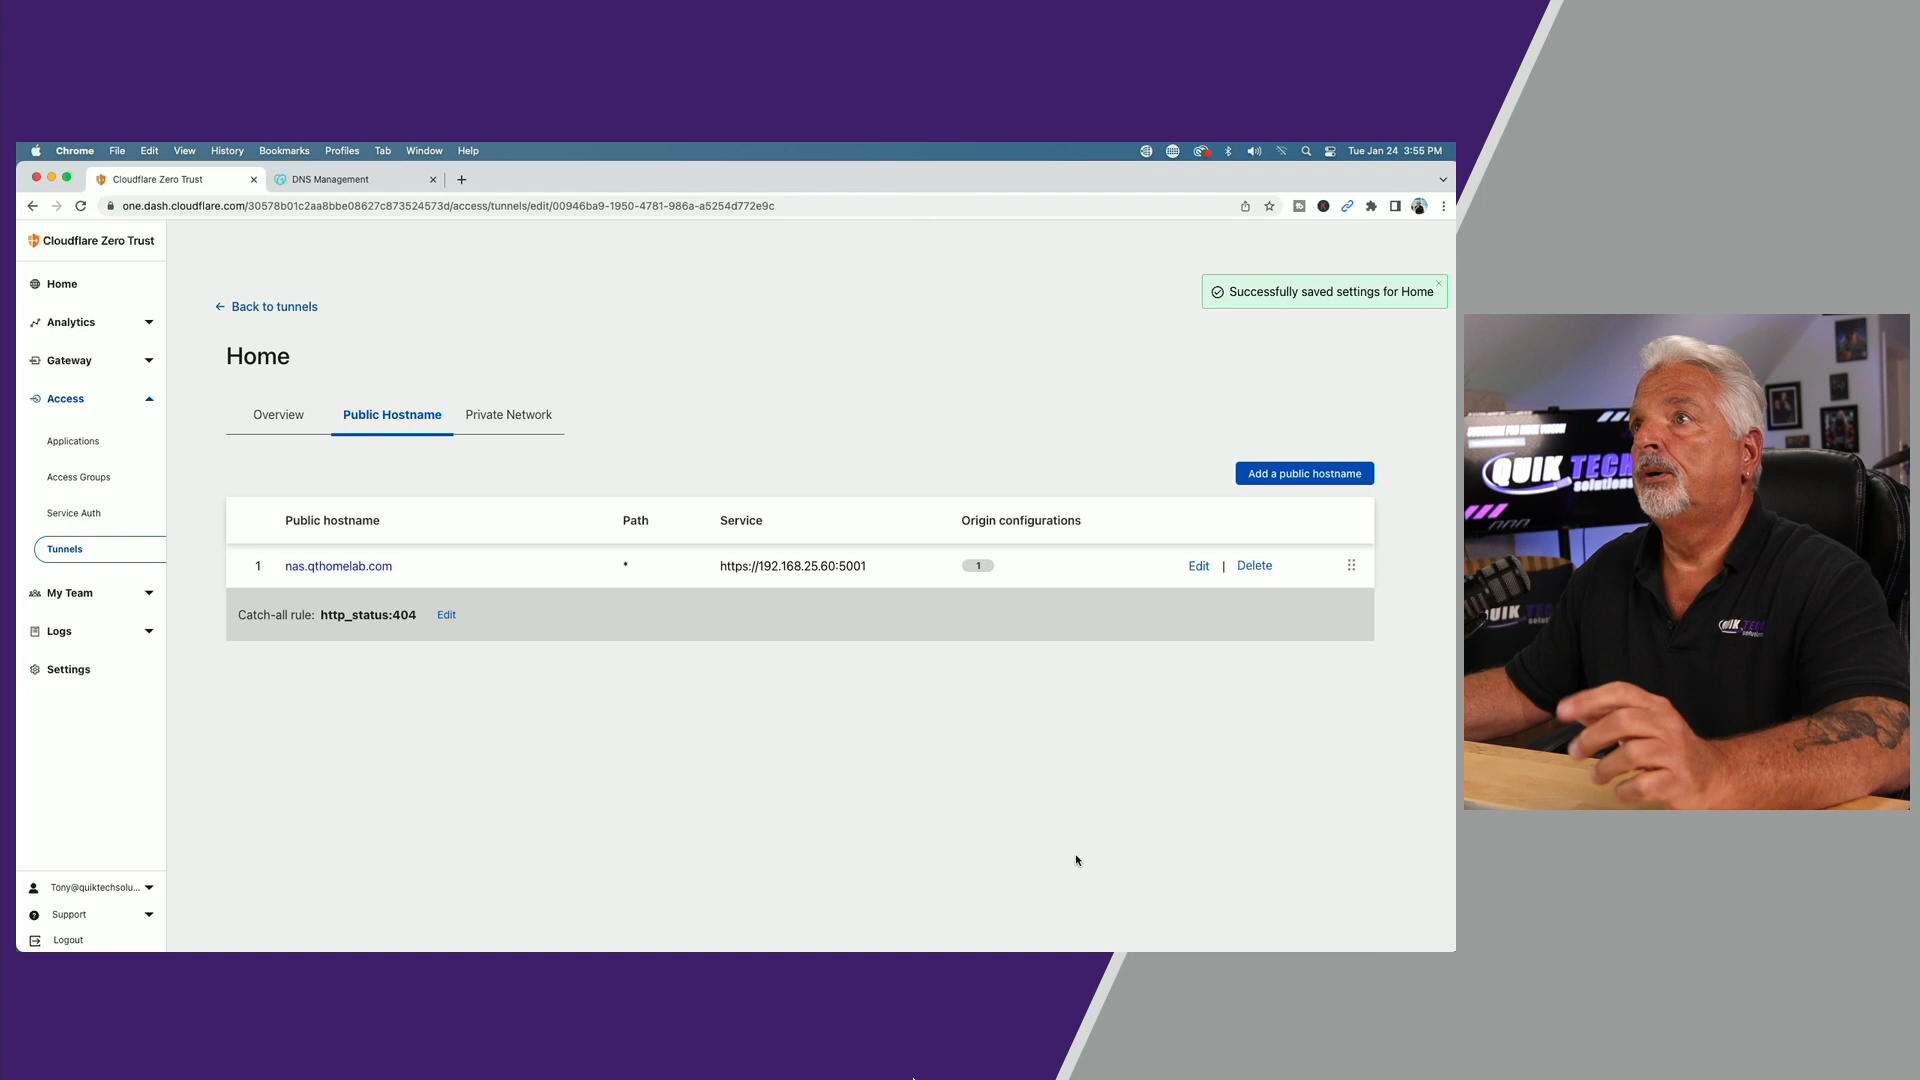 Chrome File Edit View History Bookmarks Profiles Tab Window Help
Tue Jan 24 3:55 PM
Cloudflare Zero Trust
DNS Management
one.dash.cloudflare.com/30578b01c2aa8bbe08627c873524573d/access/tunnels/edit/00946ba9-1950-4781-986a-a5254d772e9c
Cloudflare Zero Trust
Home
Analytics
Gateway
Access
Applications
Access Groups
Service Auth
Tunnels
My Team
Logs
Settings
Tony@quiktechsolu...
Support
Logout
Back to tunnels
Successfully saved settings for Home
Home
Overview Public Hostname Private Network
Add a public hostname
Public hostname Path Service Origin configurations
1 nas.qthomelab.com * https://192.168.25.60:5001 1 Edit | Delete
Catch-all rule: http_status:404 Edit
QUIK TECH
solutions